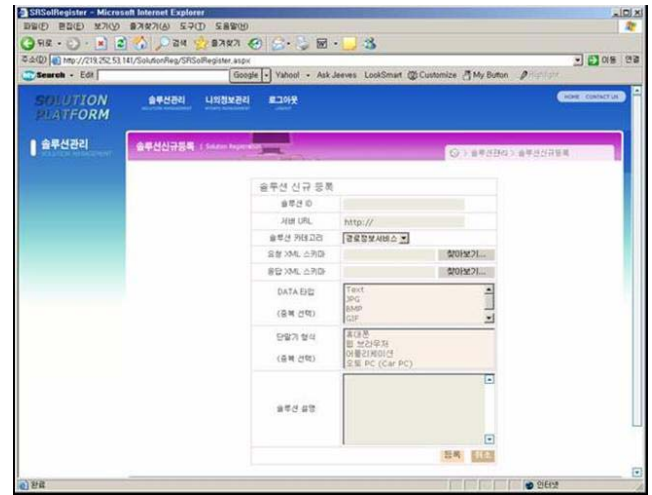 SRSolRegister - Microsoft Internet Explorer
파일(F) 편집(E) 보기(V) 즐겨찾기(A) 도구(T) 도움말(H)
뒤로 검색 즐겨찾기
주소(D) http://219.252.53.141/SolutionReg/SRSolRegister.aspx 이동 연결
Search Edit Google Yahoo! Ask Jeeves LookSmart Customize My Button Highlight
SOLUTION
PLATFORM
솔루션관리 나의정보관리 로그아웃
HOME CONTACT US
솔루션관리
SOLUTION MANAGEMENT
솔루션신규등록 | Solution Registration
> 솔루션관리 > 솔루션신규등록
솔루션 신규 등록
솔루션 ID
서버 URL http://
솔루션 카테고리 경로정보서비스
요청 XML 스키마 찾아보기...
응답 XML 스키마 찾아보기...
DATA 타입
(중복 선택)
Text
JPG
BMP
GIF
단말기 형식
(중복 선택)
휴대폰
웹 브라우져
어플리케이션
오토 PC (Car PC)
솔루션 설명
등록 취소
완료 인터넷